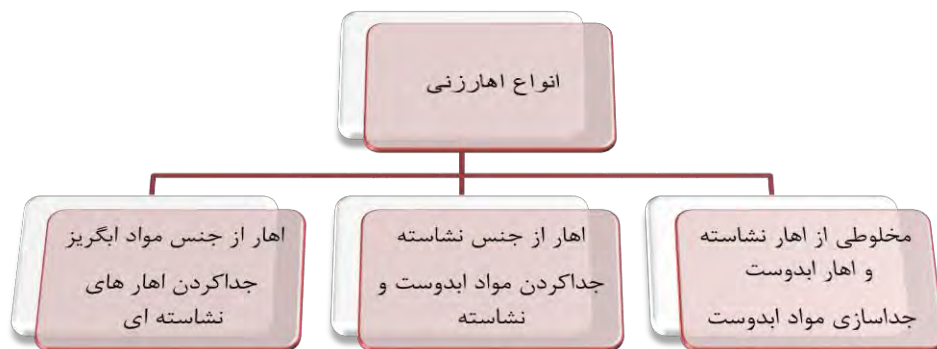 انواع اهارزنی
مخلوطی از اهار نشاسته
و اهار ابدوست
جداسازی مواد ابدوست
اهار از جنس نشاسته
جداکردن مواد ابدوست و
نشاسته
اهار از جنس مواد ابگریز
جداکردن اهار های
نشاسته ای